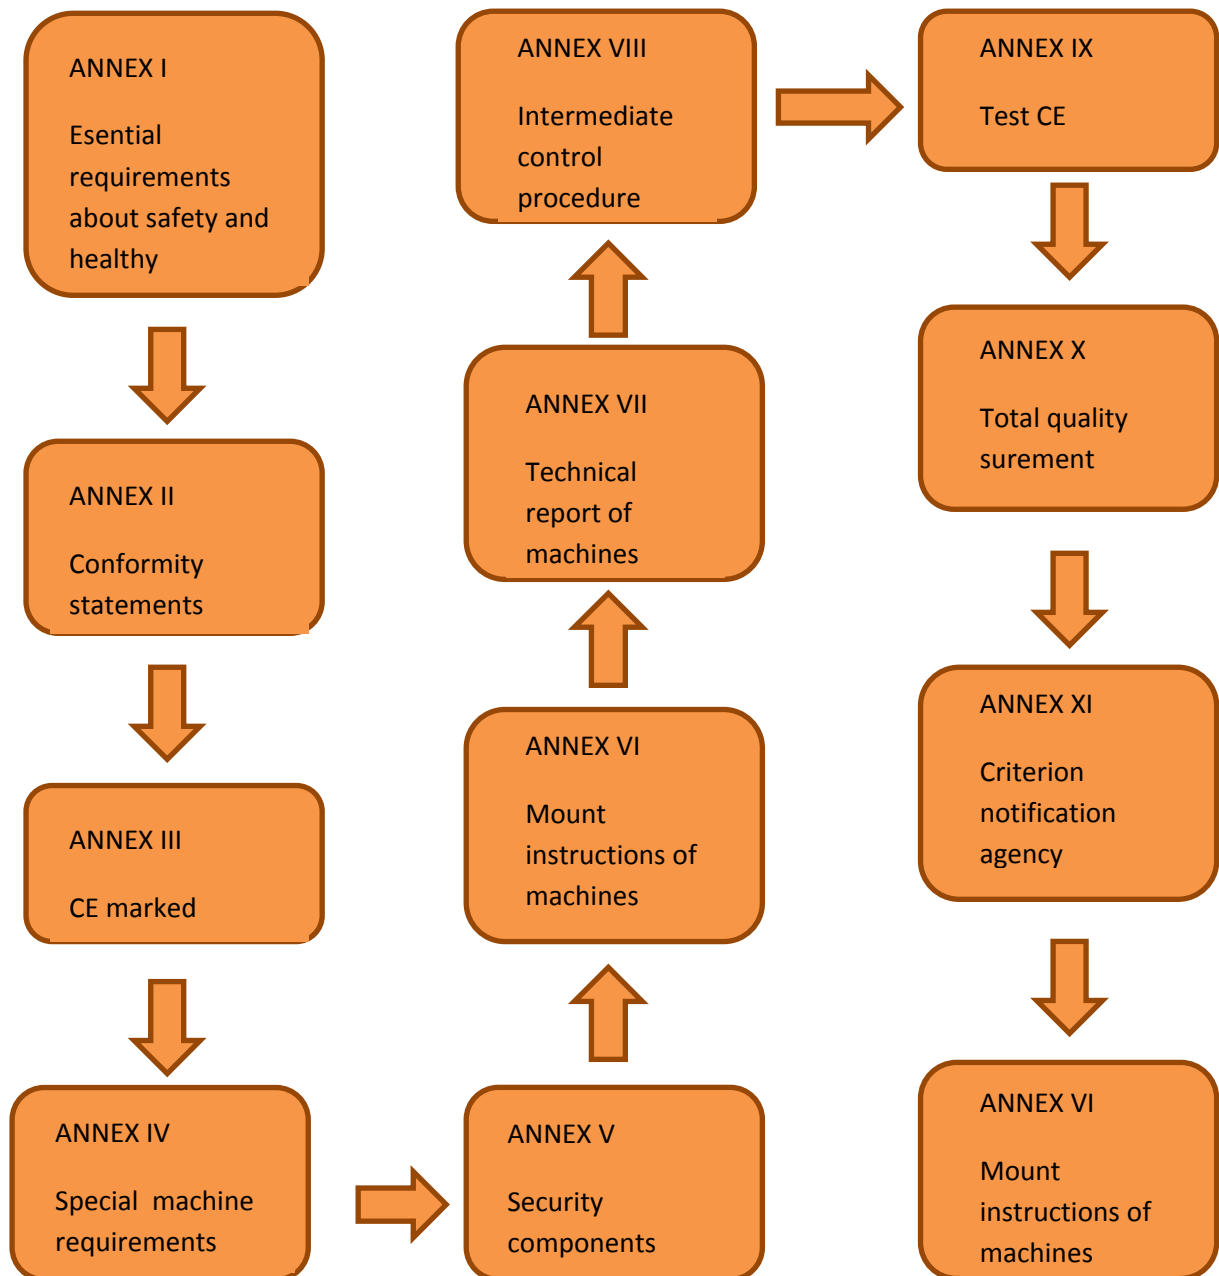 ANNEX I
Esential
requirements
about safety and
healthy
ANNEX II
Conformity
statements
ANNEX III
CE marked
ANNEX IV
Special  machine
requirements
ANNEX V
Security
components
ANNEX VI
Mount
instructions of
machines
ANNEX VII
Technical
report of
machines
ANNEX VIII
Intermediate
control
procedure
ANNEX IX
Test CE
ANNEX X
Total quality
surement
ANNEX XI
Criterion
notification
agency
ANNEX VI
Mount
instructions of
machines